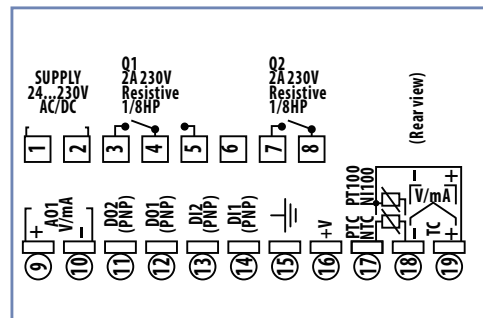 SUPPLY
24...230V
AC/DC
Q1
2A 230V
Resistive
1/8HP
Q2
2A 230V
Resistive
1/8HP
(Rear view)
1
2
3
4
5
6
7
8
+
AO1
V/mA
-
DO2
(PNP)
DO1
(PNP)
DI2
(PNP)
DI1
(PNP)
+V
PTC
NTC
PT100
NI100
-
V/mA
+
-
TC
+
9
10
11
12
13
14
15
16
17
18
19